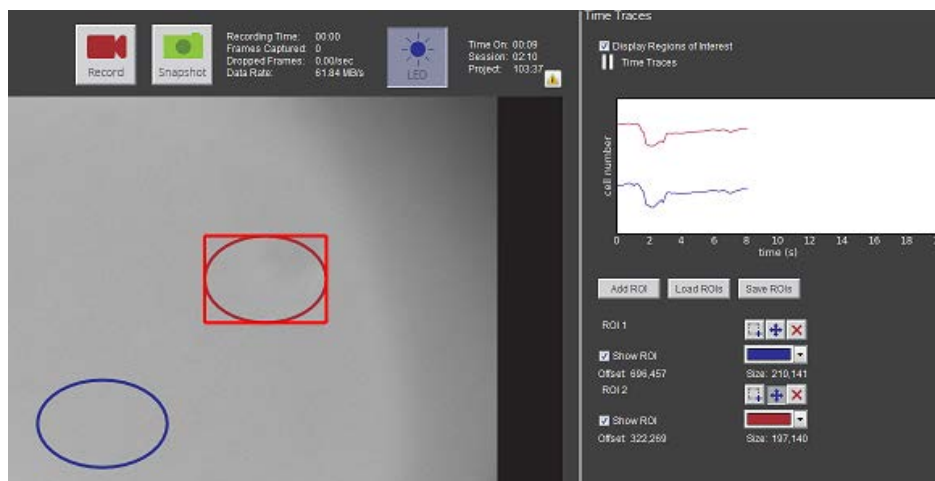 Time Traces
Recording Time: 00:00
Frames Captured: 0
Dropped Frames: 0.00/sec
Data Rate: 61.84 MB/s
Record
Snapshot
LED
Time On: 00:09
Session: 02:10
Project: 103:37
Display Regions of Interest
Time Traces
cell number
0 2 4 6 8 10 12 14 16 18
time (s)
Add ROI Load ROIs Save ROIs
ROI 1
Show ROI
Offset: 696,457 Size: 210,141
ROI 2
Show ROI
Offset: 322,269 Size: 197,140